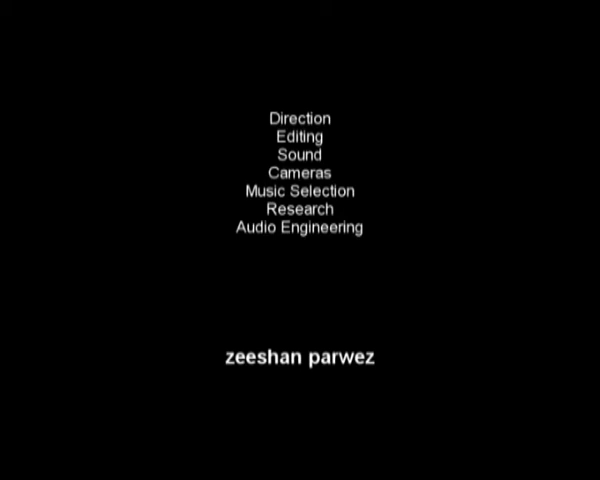 Direction
Editing
Sound
Cameras
Music Selection
Research
Audio Engineering
zeeshan parwez